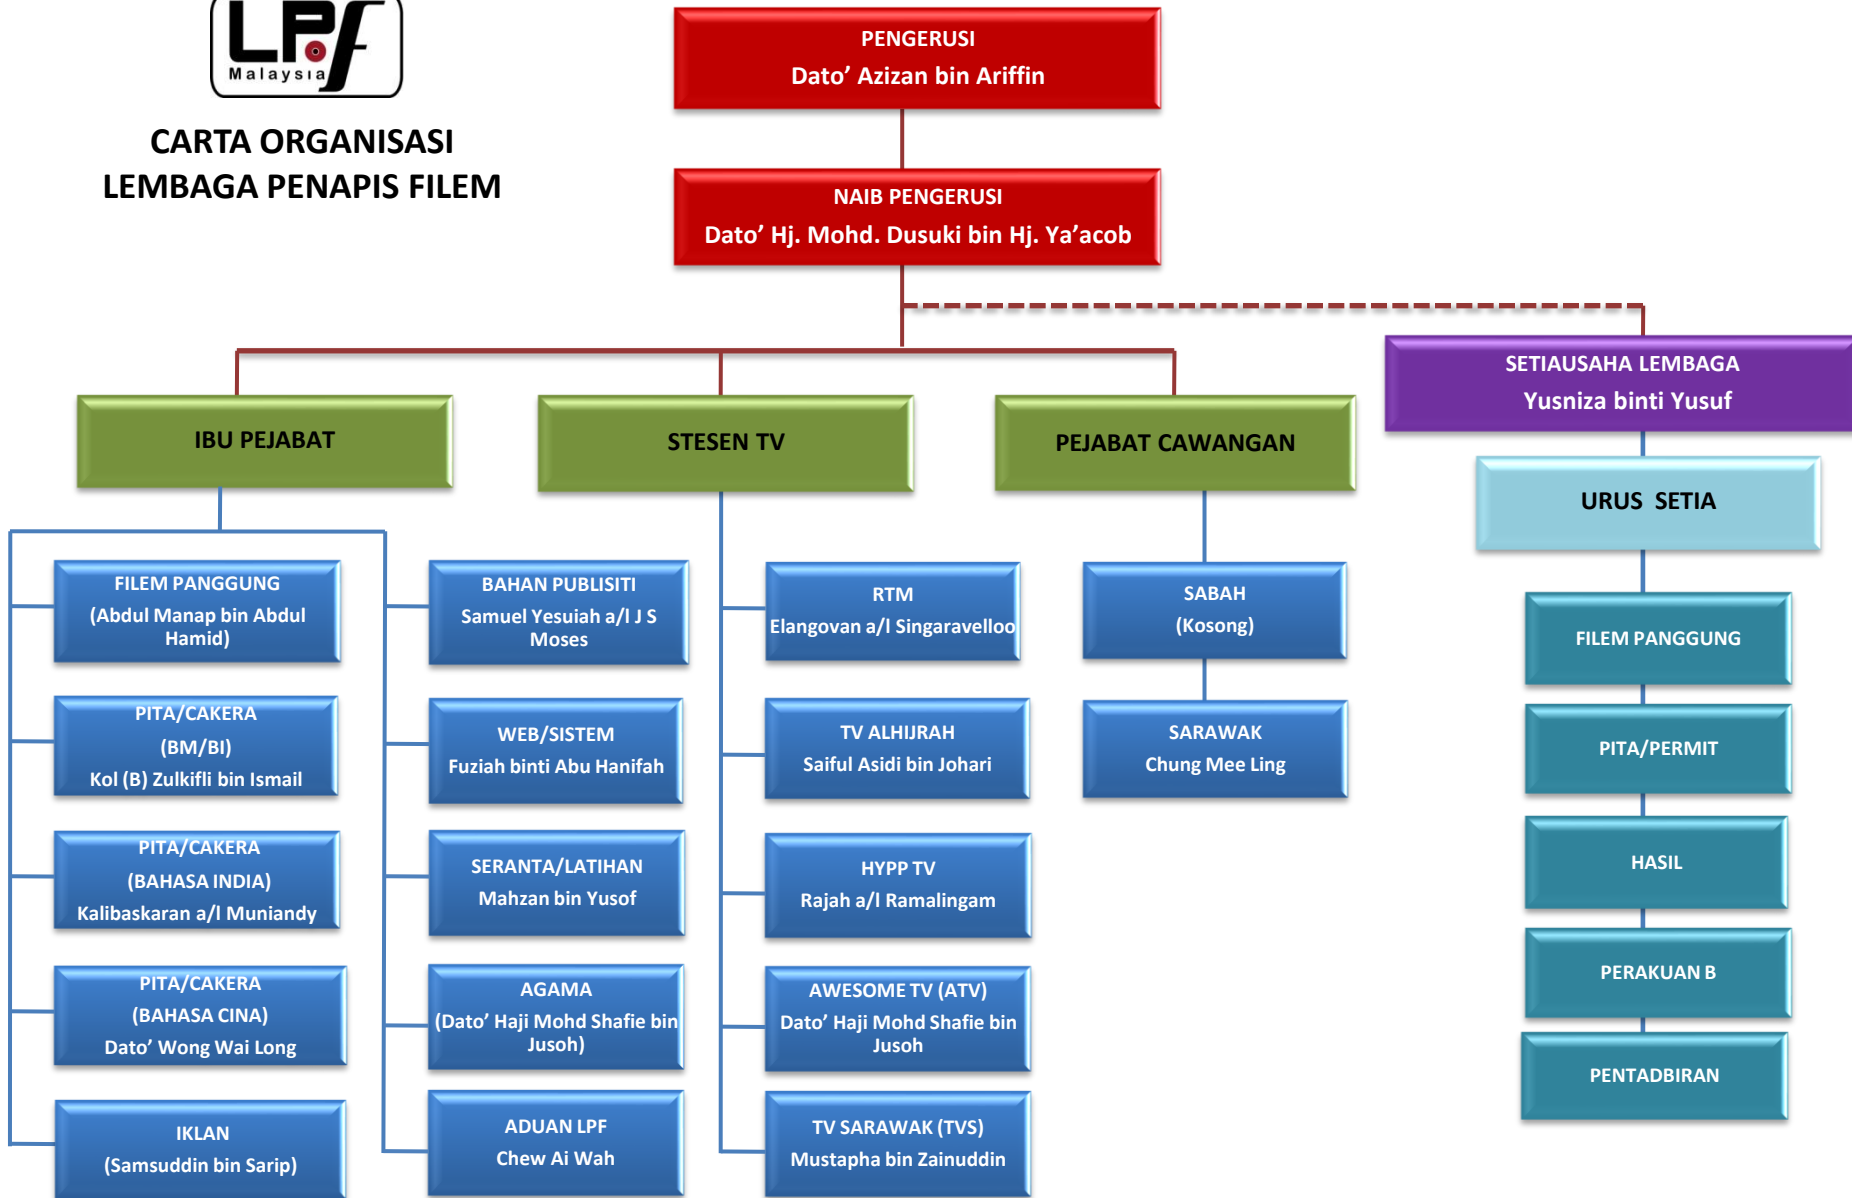 LPf
Malaysia
CARTA ORGANISASI
LEMBAGA PENAPIS FILEM
PENGERUSI
Dato’ Azizan bin Ariffin
NAIB PENGERUSI
Dato’ Hj. Mohd. Dusuki bin Hj. Ya’acob
SETIAUSAHA LEMBAGA
Yusniza binti Yusuf
IBU PEJABAT
STESEN TV
PEJABAT CAWANGAN
URUS SETIA
FILEM PANGGUNG
(Abdul Manap bin Abdul
Hamid)
PITA/CAKERA
(BM/BI)
Kol (B) Zulkifli bin Ismail
PITA/CAKERA
(BAHASA INDIA)
Kalibaskaran a/l Muniandy
PITA/CAKERA
(BAHASA CINA)
Dato’ Wong Wai Long
IKLAN
(Samsuddin bin Sarip)
BAHAN PUBLISITI
Samuel Yesuiah a/l J S
Moses
WEB/SISTEM
Fuziah binti Abu Hanifah
SERANTA/LATIHAN
Mahzan bin Yusof
AGAMA
(Dato’ Haji Mohd Shafie bin
Jusoh)
ADUAN LPF
Chew Ai Wah
RTM
Elangovan a/l Singaravelloo
TV ALHIJRAH
Saiful Asidi bin Johari
HYPP TV
Rajah a/l Ramalingam
AWESOME TV (ATV)
Dato’ Haji Mohd Shafie bin
Jusoh
TV SARAWAK (TVS)
Mustapha bin Zainuddin
SABAH
(Kosong)
SARAWAK
Chung Mee Ling
FILEM PANGGUNG
PITA/PERMIT
HASIL
PERAKUAN B
PENTADBIRAN